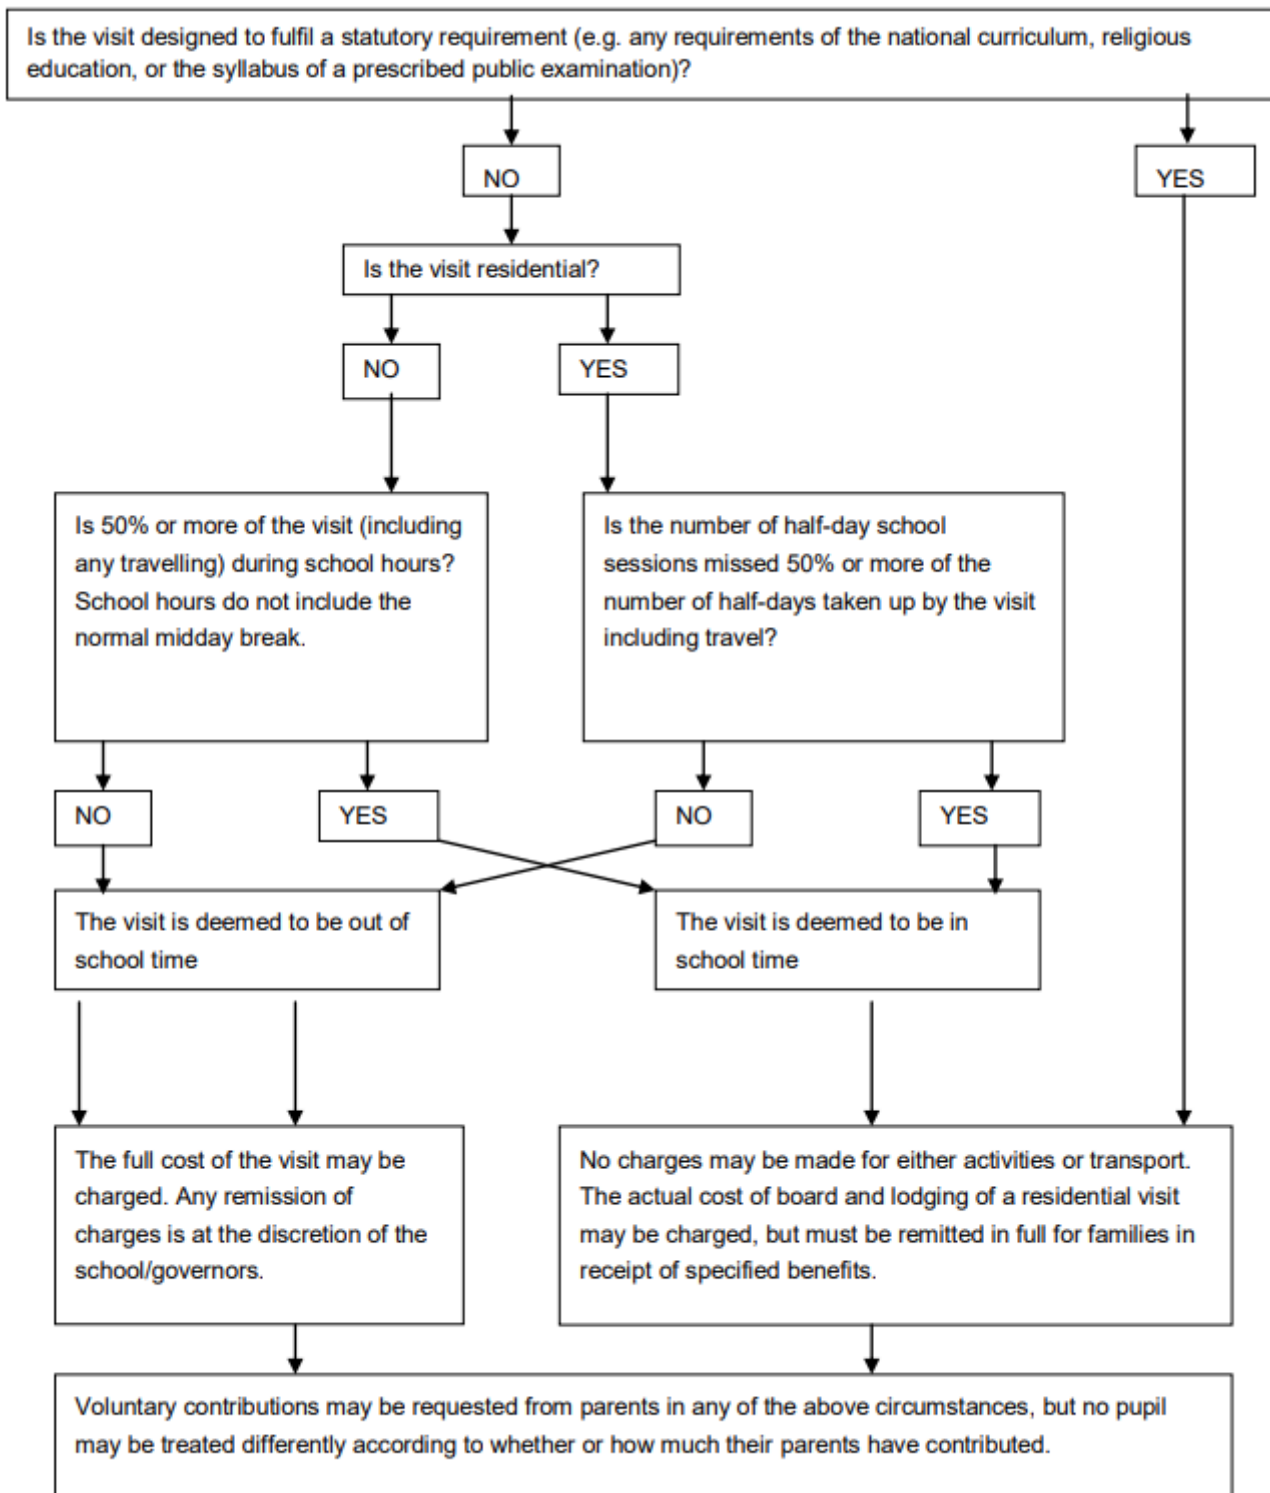 Is the visit designed to fulfil a statutory requirement (e.g. any requirements of the national curriculum, religious
education, or the syllabus of a prescribed public examination)?
NO
YES
Is the visit residential?
NO
YES
Is 50% or more of the visit (including
any travelling) during school hours?
School hours do not include the
normal midday break.
Is the number of half-day school
sessions missed 50% or more of the
number of half-days taken up by the visit
including travel?
NO
YES
NO
YES
The visit is deemed to be out of
school time
The visit is deemed to be in
school time
The full cost of the visit may be
charged. Any remission of
charges is at the discretion of the
school/governors.
No charges may be made for either activities or transport.
The actual cost of board and lodging of a residential visit
may be charged, but must be remitted in full for families in
receipt of specified benefits.
Voluntary contributions may be requested from parents in any of the above circumstances, but no pupil
may be treated differently according to whether or how much their parents have contributed.